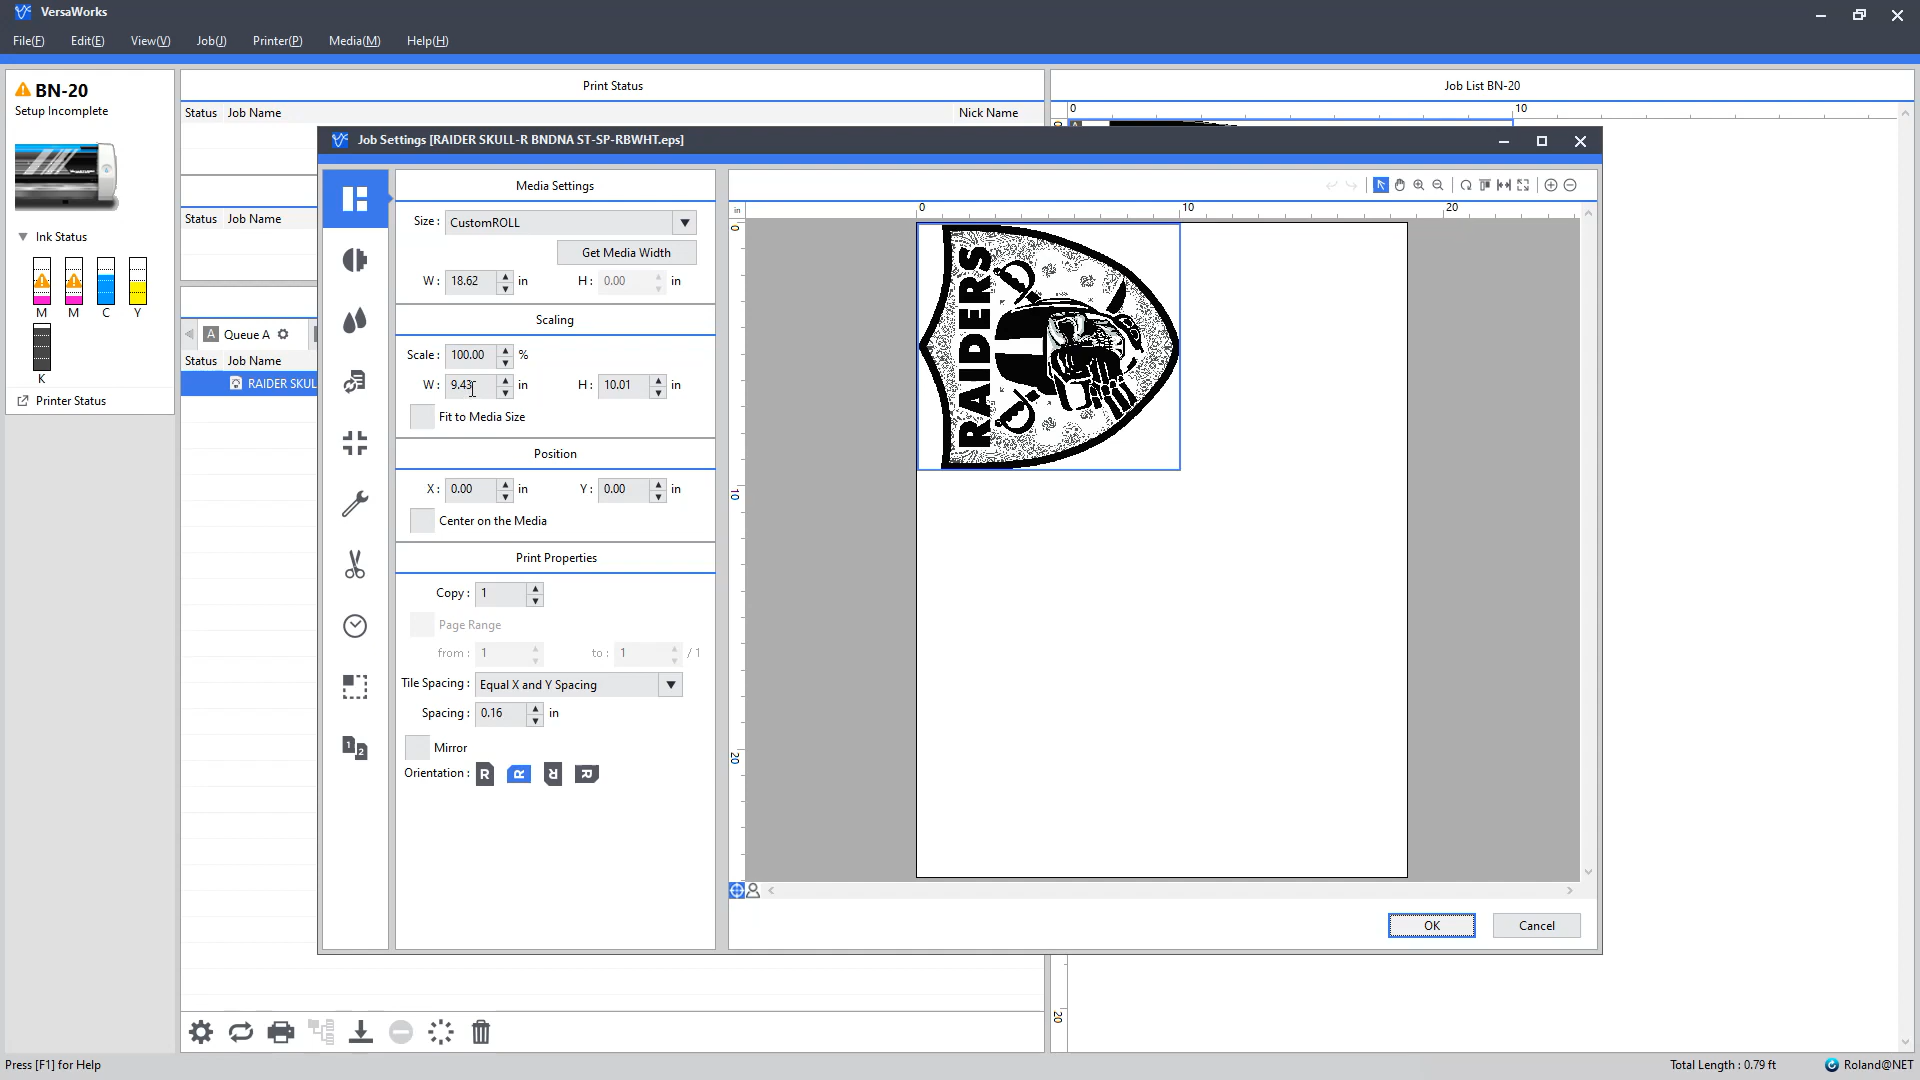 VersaWorks
File(F) Edit(E) View(V) Job(J) Printer(P) Media(M) Help(H)
BN-20
Setup Incomplete
Ink Status
M M C Y
K
Printer Status
Print Status
Status Job Name Nick Name
Status Job Name
A Queue A
Status Job Name
RAIDER SKUL
Job List BN-20
0 10
20
Job Settings [RAIDER SKULL-R BNDNA ST-SP-RBWHT.eps]
Media Settings
Size : CustomROLL
Get Media Width
W : 18.62 in H : 0.00 in
Scaling
Scale : 100.00 %
W : 9.43 in H : 10.01 in
Fit to Media Size
Position
X : 0.00 in Y : 0.00 in
Center on the Media
Print Properties
Copy : 1
Page Range
from : 1 to : 1 / 1
Tile Spacing : Equal X and Y Spacing
Spacing : 0.16 in
Mirror
Orientation : R R R R
1 2
in 0 10 20
0
10
20
RAIDERS
OK Cancel
Press [F1] for Help
Total Length : 0.79 ft Roland@NET